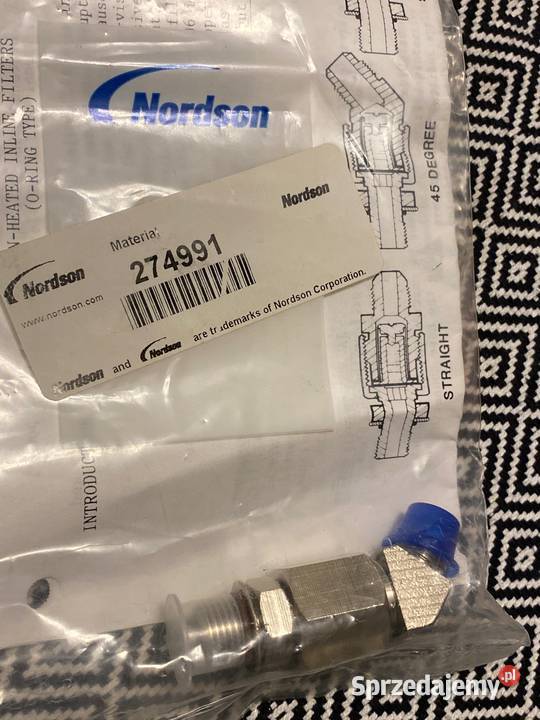 Nordson
N-HEATED INLINE FILTERS
(O-RING TYPE)
45 DEGREE
STRAIGHT
Nordson
Nordson
Material
274991
www.nordson.com
Nordson and Nordson are trademarks of Nordson Corporation.
INTRODUCT
Sprzedajemy.pl